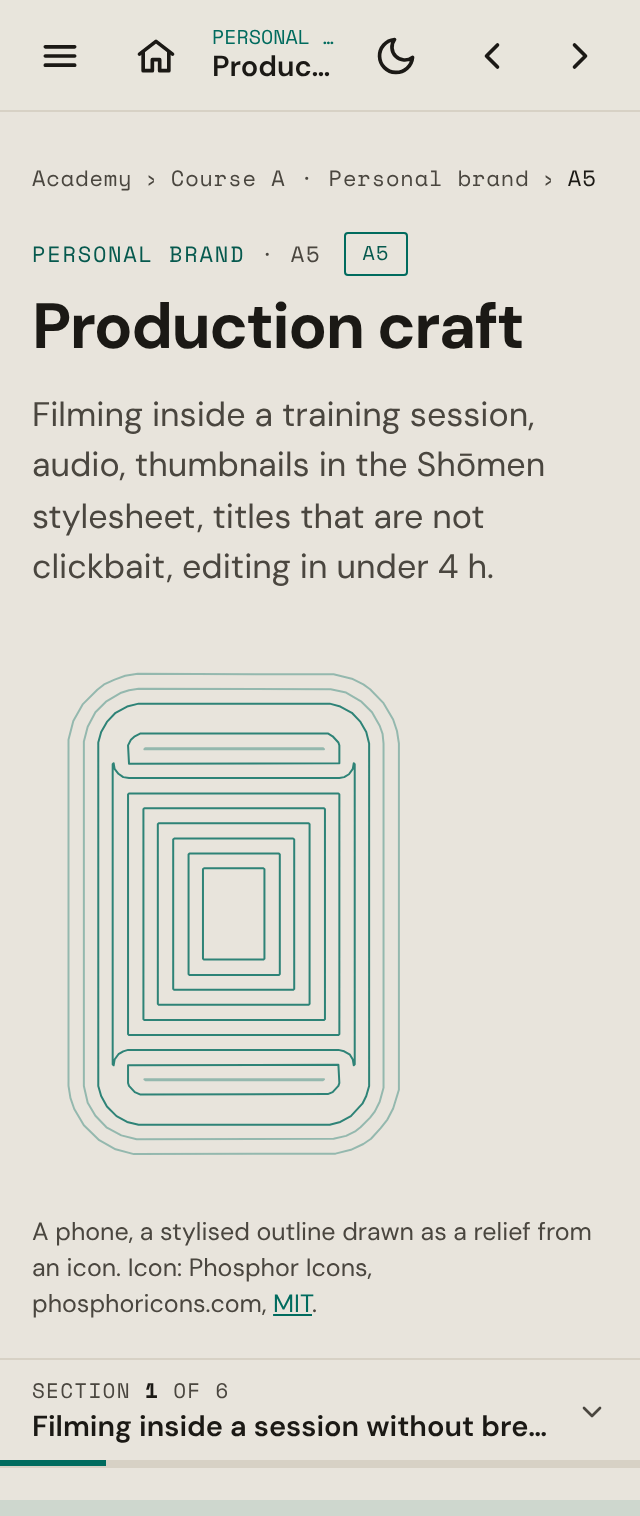 PERSONAL …
Produc…
Academy › Course A · Personal brand › A5
PERSONAL BRAND · A5 A5
Production craft
Filming inside a training session,
audio, thumbnails in the Shōmen
stylesheet, titles that are not
clickbait, editing in under 4 h.
A phone, a stylised outline drawn as a relief from
an icon. Icon: Phosphor Icons,
phosphoricons.com, MIT.
SECTION 1 OF 6
Filming inside a session without bre…